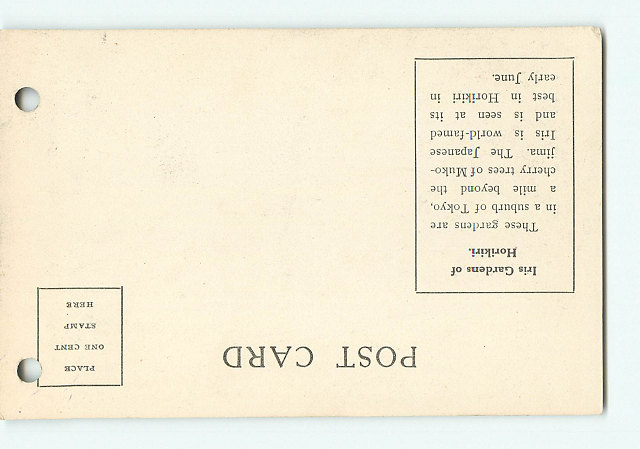 Iris Gardens of
Horikiri.
These gardens are
in a suburb of Tokyo,
a mile beyond the
cherry trees of Muko-
jima. The Japanese
Iris is world-famed
and is seen at its
best in Horikiri in
early June.
POST CARD
PLACE
ONE CENT
STAMP
HERE